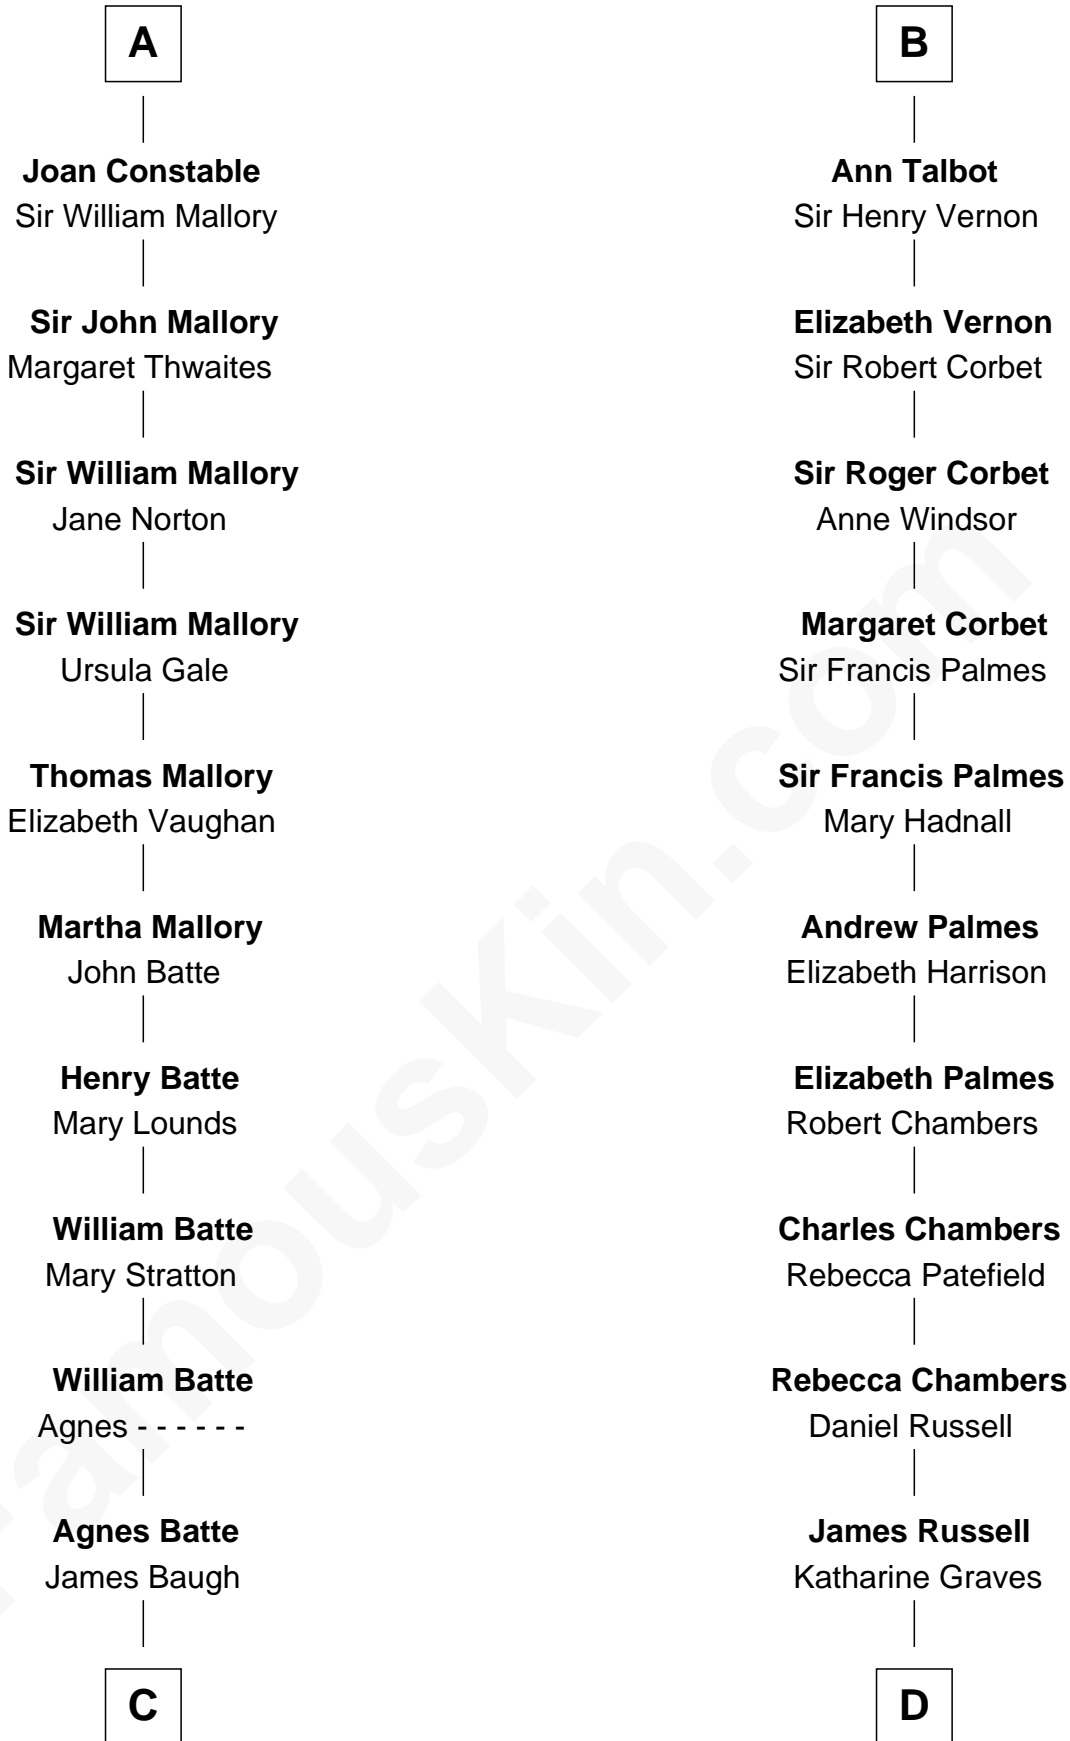 A
Joan Constable
Sir William Mallory
Sir John Mallory
Margaret Thwaites
Sir William Mallory
Jane Norton
Sir William Mallory
Ursula Gale
Thomas Mallory
Elizabeth Vaughan
Martha Mallory
John Batte
Henry Batte
Mary Lounds
William Batte
Mary Stratton
William Batte
Agnes - - - - - -
Agnes Batte
James Baugh
C
B
Ann Talbot
Sir Henry Vernon
Elizabeth Vernon
Sir Robert Corbet
Sir Roger Corbet
Anne Windsor
Margaret Corbet
Sir Francis Palmes
Sir Francis Palmes
Mary Hadnall
Andrew Palmes
Elizabeth Harrison
Elizabeth Palmes
Robert Chambers
Charles Chambers
Rebecca Patefield
Rebecca Chambers
Daniel Russell
James Russell
Katharine Graves
D
FamousKin.com